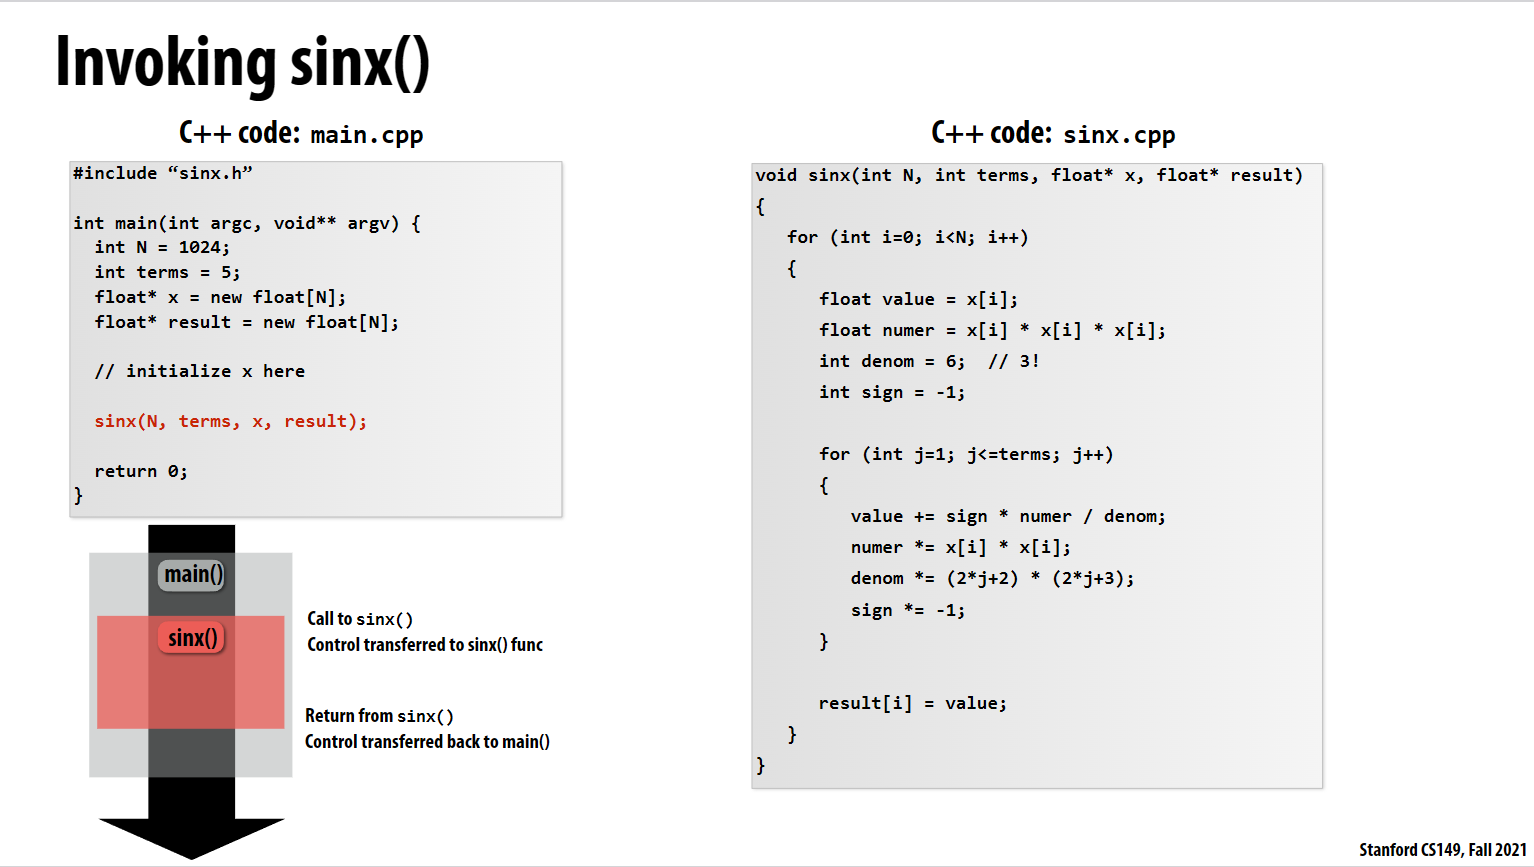 Invoking sinx()
C++ code: main.cpp
#include “sinx.h”
int main(int argc, void** argv) {
int N = 1024;
int terms = 5;
float* x = new float[N];
float* result = new float[N];
// initialize x here
sinx(N, terms, x, result);
return 0;
}
main()
sinx()
Call to sinx()
Control transferred to sinx() func
Return from sinx()
Control transferred back to main()
C++ code: sinx.cpp
void sinx(int N, int terms, float* x, float* result)
{
for (int i=0; i<N; i++)
{
float value = x[i];
float numer = x[i] * x[i] * x[i];
int denom = 6;  // 3!
int sign = -1;
for (int j=1; j<=terms; j++)
{
value += sign * numer / denom;
numer *= x[i] * x[i];
denom *= (2*j+2) * (2*j+3);
sign *= -1;
}
result[i] = value;
}
}
Stanford CS149, Fall 2021